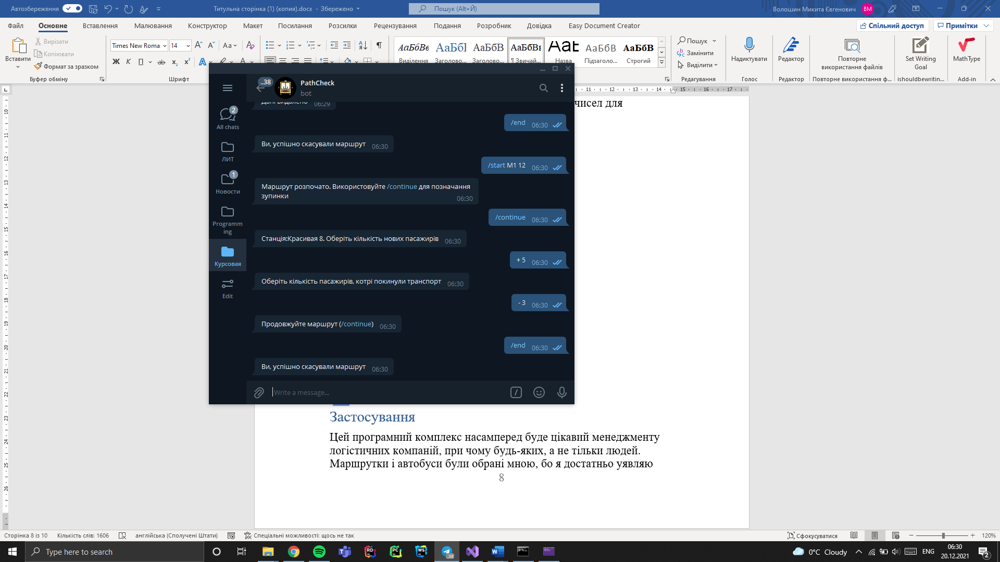 Автозбереження
Титульна сторінка (1) (копия).docx - Збережено
Пошук (Alt+Й)
Волошин Микита Євгенович
ВМ
Файл
Основне
Вставлення
Малювання
Конструктор
Макет
Посилання
Розсилки
Рецензування
Подання
Розробник
Довідка
Easy Document Creator
Спільний доступ
Примітки
Вставити
Вирізати
Копіювати
Формат за зразком
Буфер обміну
Times New Roma
14
Шрифт
АаБбВв
Виділення
Заголово...
АаБбВ
Заголово...
¶ Звичай...
Назва
АаБбВ
Підзаголо...
АаБбВ
Строгий
Пошук
Замінити
Виділити
Редагування
Надиктувати
Голос
Редактор
Редактор
Повторне
використання файлів
Повторне використання ф...
Set Writing
Goal
ishouldbewritin...
MathType
Add-in
11 12 13 14 15 16 17
чисел для
..38
PathCheck
bot
All chats
2
ЛИТ
Новости
1
Programm
ing
Курсовая
Edit
06:29
/end 06:30
Ви, успішно скасували маршрут 06:30
/start M1 12 06:30
Маршрут розпочато. Використовуйте /continue для позначання
зупинки 06:30
/continue 06:30
Станція:Красивая 8. Оберіть кількість нових пасажирів 06:30
+ 5 06:30
Оберіть кількість пасажирів, котрі покинули транспорт 06:30
- 3 06:30
Продовжуйте маршрут (/continue) 06:30
/end 06:30
Ви, успішно скасували маршрут 06:30
Write a message...
Застосування
Цей програмний комплекс насамперед буде цікавий менеджменту
логістичних компаній, при чому будь-яких, а не тільки людей.
Маршрутки і автобуси були обрані мною, бо я достатньо уявляю
8
Сторінка 8 із 10
Кількість слів: 1606
англійська (Сполучені Штати)
Спеціальні можливості: щось не так
Сфокусуватися
120%
Type here to search
0°C Cloudy
ENG
06:30
20.12.2021
2